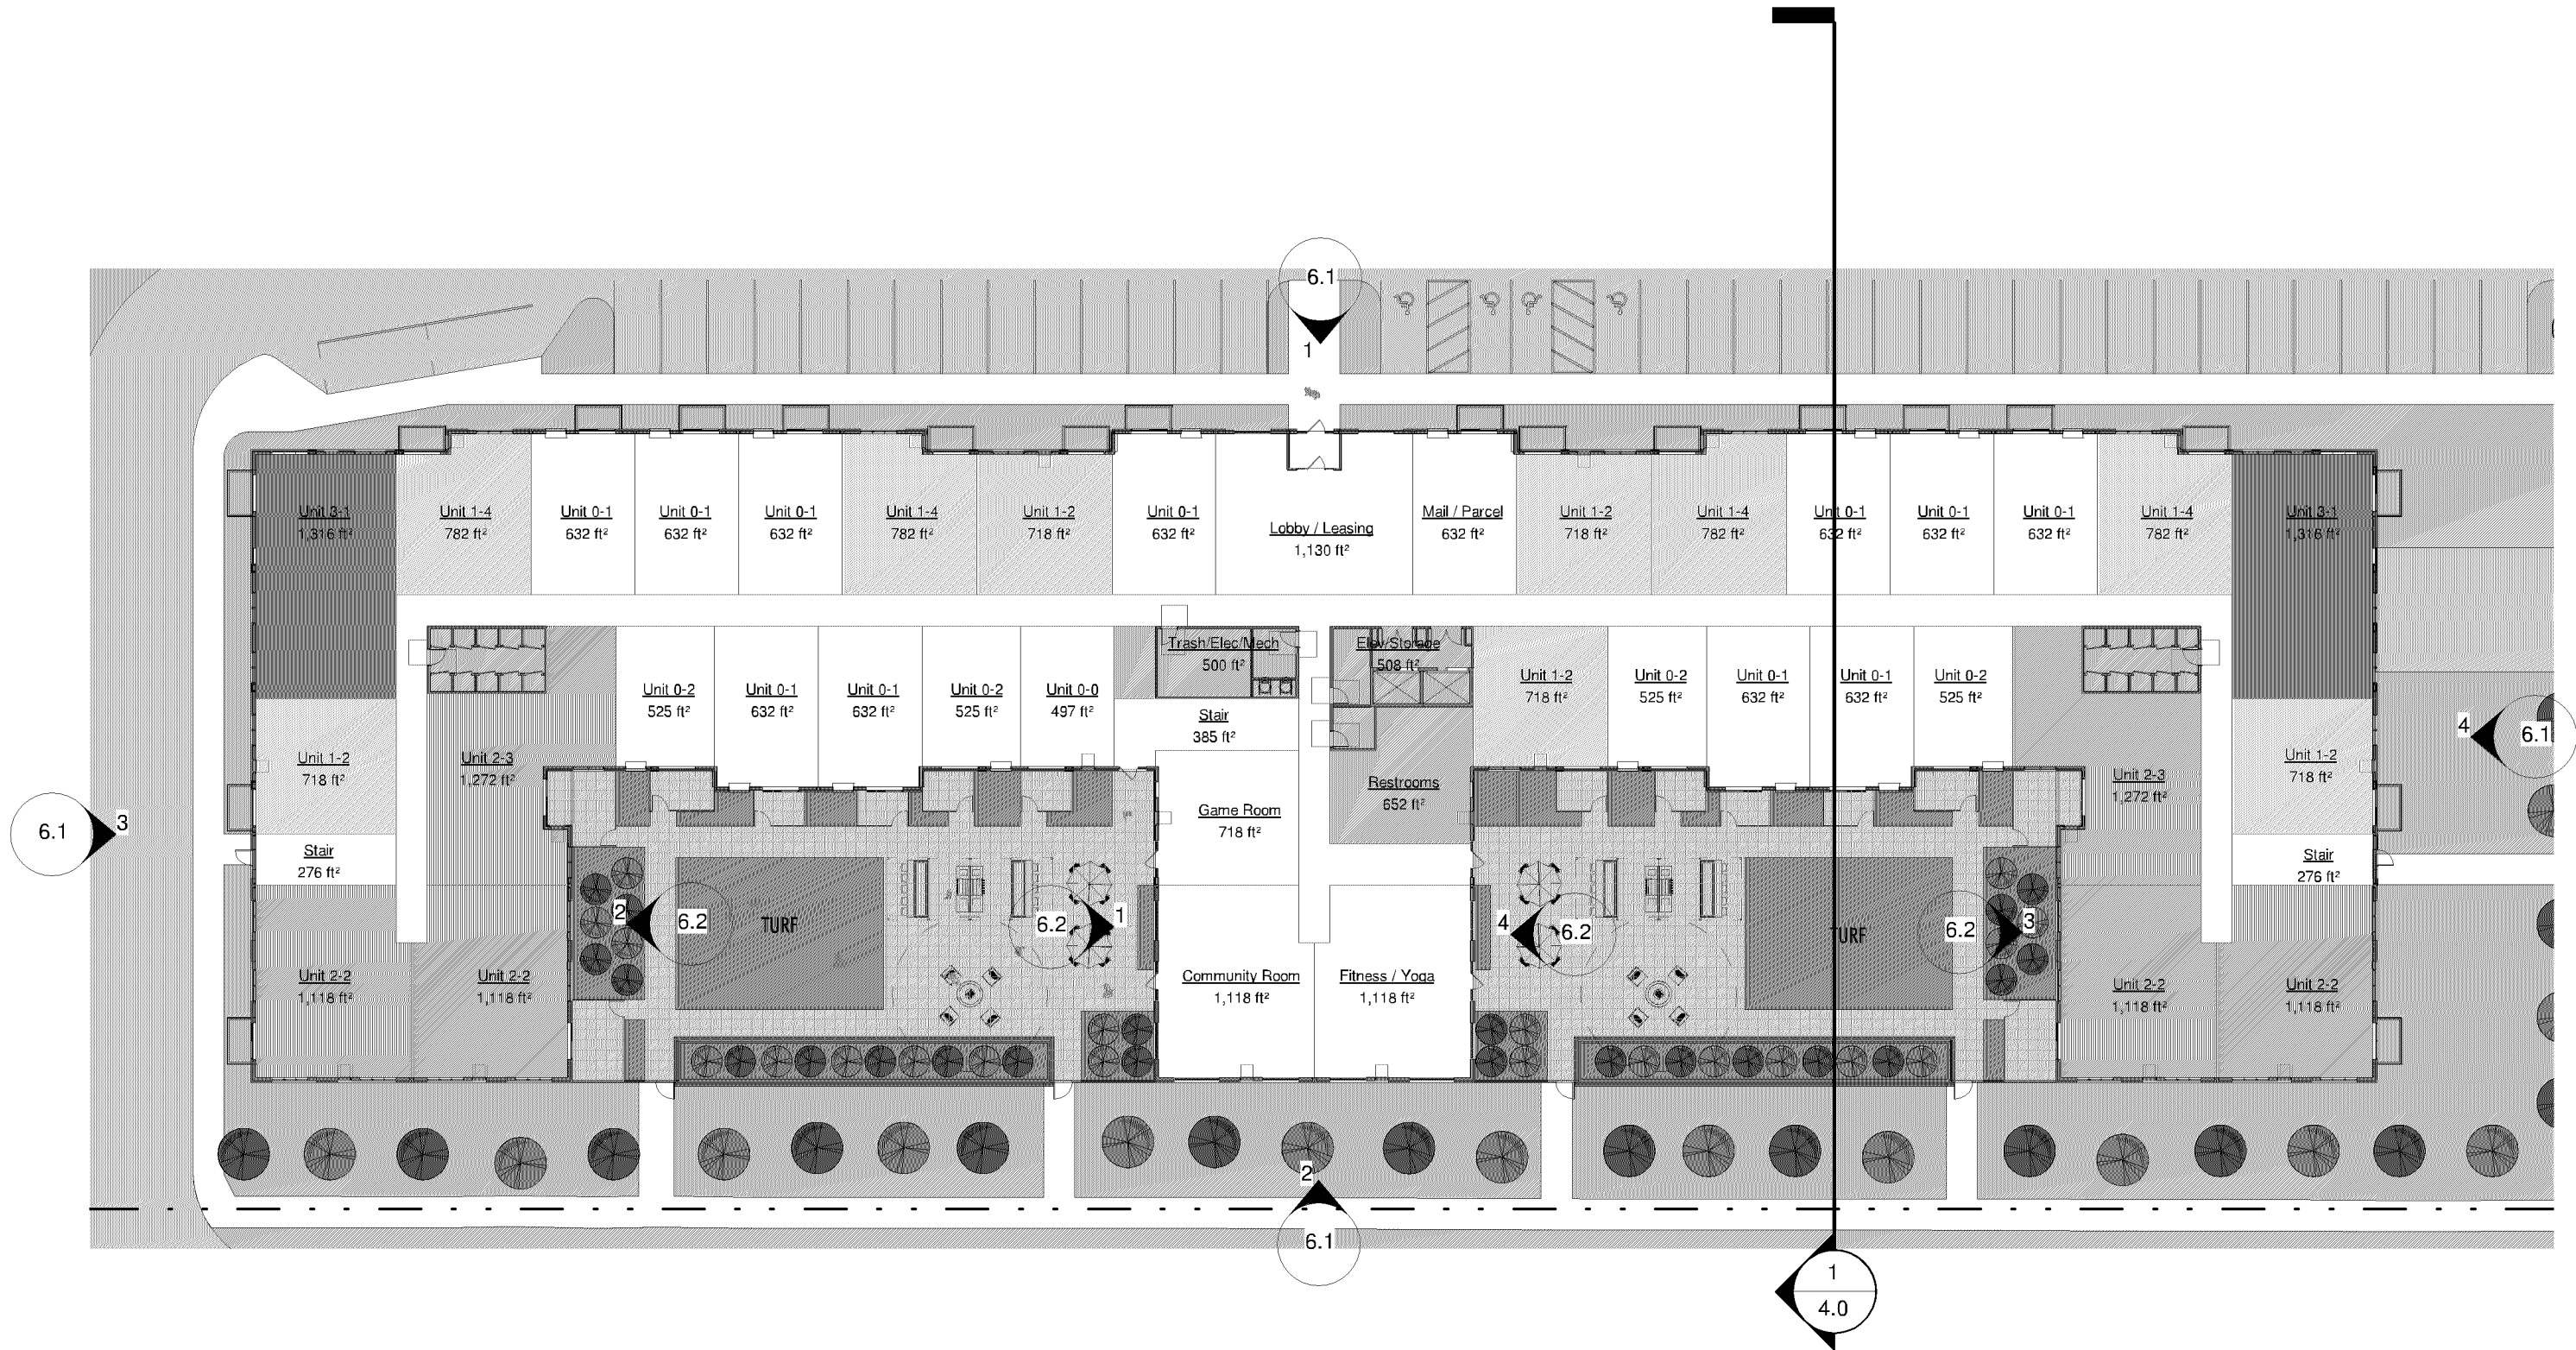 6.1
1
Unit 3-1
1,316 ft²
Unit 1-4
782 ft²
Unit 0-1
632 ft²
Unit 0-1
632 ft²
Unit 0-1
632 ft²
Unit 1-4
782 ft²
Unit 1-2
718 ft²
Unit 0-1
632 ft²
Lobby / Leasing
1,130 ft²
Mail / Parcel
632 ft²
Unit 1-2
718 ft²
Unit 1-4
782 ft²
Unit 0-1
632 ft²
Unit 0-1
632 ft²
Unit 0-1
632 ft²
Unit 1-4
782 ft²
Unit 3-1
1,316 ft²
Trash/Elec/Mech
500 ft²
Elev/Storage
508 ft²
Unit 0-2
525 ft²
Unit 0-1
632 ft²
Unit 0-1
632 ft²
Unit 0-2
525 ft²
Unit 0-0
497 ft²
Stair
385 ft²
Unit 1-2
718 ft²
Unit 0-2
525 ft²
Unit 0-1
632 ft²
Unit 0-1
632 ft²
Unit 0-2
525 ft²
4
6.1
Unit 1-2
718 ft²
Unit 2-3
1,272 ft²
Game Room
718 ft²
Restrooms
652 ft²
Unit 2-3
1,272 ft²
Unit 1-2
718 ft²
6.1
3
Stair
276 ft²
Stair
276 ft²
2
6.2
TURF
6.2
1
4
6.2
TURF
6.2
3
Unit 2-2
1,118 ft²
Unit 2-2
1,118 ft²
Community Room
1,118 ft²
Fitness / Yoga
1,118 ft²
Unit 2-2
1,118 ft²
Unit 2-2
1,118 ft²
2
6.1
1
4.0